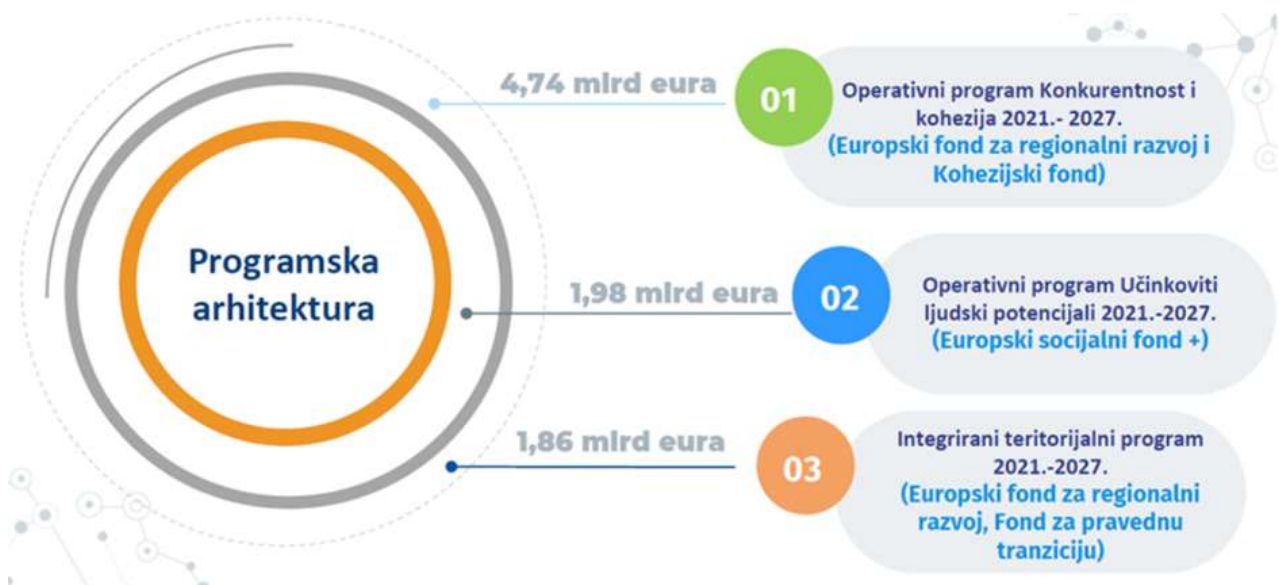 Programska
arhitektura
4,74 mlrd eura
01
Operativni program Konkurentnost i
kohezija 2021.- 2027.
(Europski fond za regionalni razvoj i
Kohezijski fond)
1,98 mlrd eura
02
Operativni program Učinkoviti
ljudski potencijali 2021.-2027.
(Europski socijalni fond +)
1,86 mlrd eura
03
Integrirani teritorijalni program
2021.-2027.
(Europski fond za regionalni
razvoj, Fond za pravednu
tranziciju)